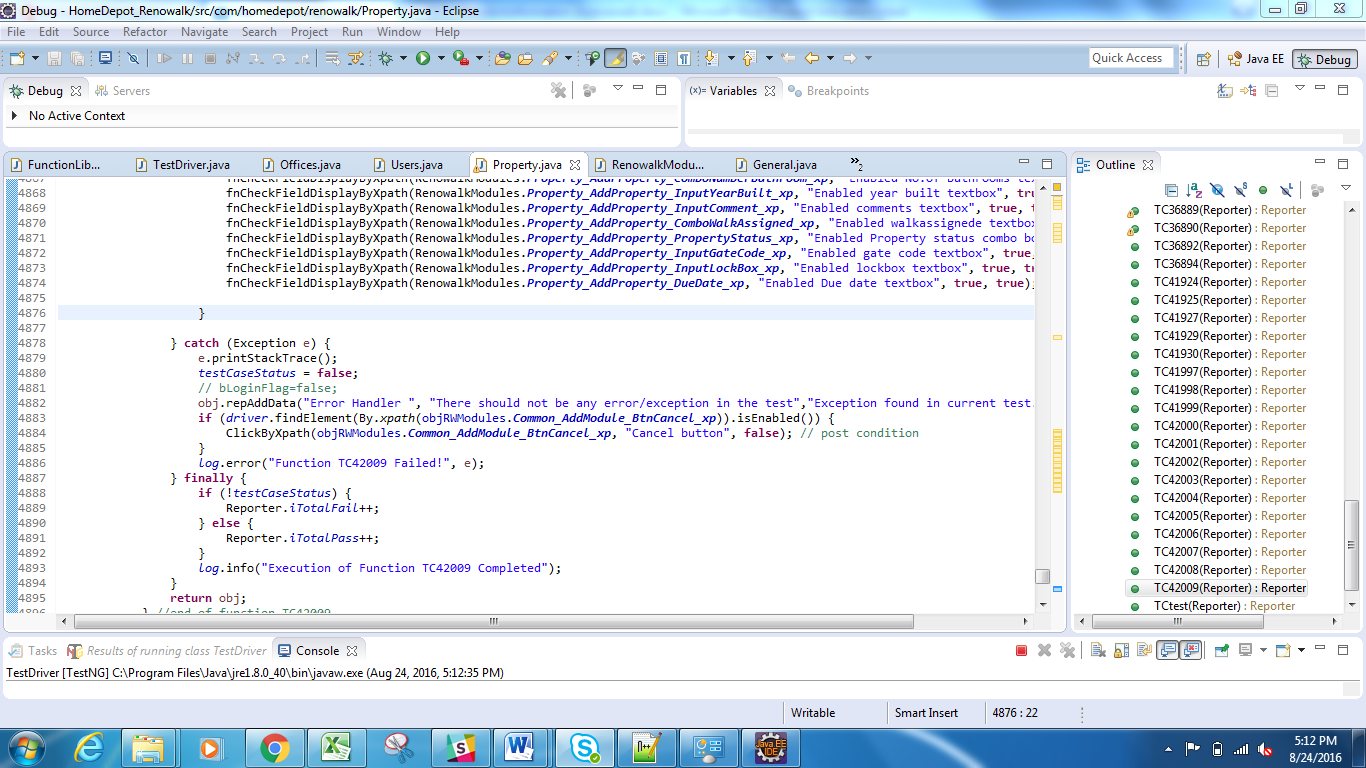 Debug - HomeDepot_Renowalk/src/com/homedepot/renowalk/Property.java - Eclipse
File Edit Source Refactor Navigate Search Project Run Window Help
Quick Access Java EE Debug
Debug Servers
(x)= Variables Breakpoints
No Active Context
FunctionLib... TestDriver.java Offices.java Users.java Property.java RenowalkModu... General.java »2
Outline
4867 fnCheckFieldDisplayByXpath(RenowalkModules.Property_AddProperty_ComboNumberBathroom_xp, "Enabled No.of bathrooms te
4868 fnCheckFieldDisplayByXpath(RenowalkModules.Property_AddProperty_InputYearBuilt_xp, "Enabled year built textbox", tru
4869 fnCheckFieldDisplayByXpath(RenowalkModules.Property_AddProperty_InputComment_xp, "Enabled comments textbox", true, t
4870 fnCheckFieldDisplayByXpath(RenowalkModules.Property_AddProperty_ComboWalkAssigned_xp, "Enabled walkassignede textbox
4871 fnCheckFieldDisplayByXpath(RenowalkModules.Property_AddProperty_PropertyStatus_xp, "Enabled Property status combo bo
4872 fnCheckFieldDisplayByXpath(RenowalkModules.Property_AddProperty_InputGateCode_xp, "Enabled gate code textbox", true,
4873 fnCheckFieldDisplayByXpath(RenowalkModules.Property_AddProperty_InputLockBox_xp, "Enabled lockbox textbox", true, tr
4874 fnCheckFieldDisplayByXpath(RenowalkModules.Property_AddProperty_DueDate_xp, "Enabled Due date textbox", true, true);
4875
4876 }
4877
4878 } catch (Exception e) {
4879 e.printStackTrace();
4880 testCaseStatus = false;
4881 // bLoginFlag=false;
4882 obj.repAddData("Error Handler ", "There should not be any error/exception in the test","Exception found in current test.
4883 if (driver.findElement(By.xpath(objRWModules.Common_AddModule_BtnCancel_xp)).isEnabled()) {
4884 ClickByXpath(objRWModules.Common_AddModule_BtnCancel_xp, "Cancel button", false); // post condition
4885 }
4886 log.error("Function TC42009 Failed!", e);
4887 } finally {
4888 if (!testCaseStatus) {
4889 Reporter.iTotalFail++;
4890 } else {
4891 Reporter.iTotalPass++;
4892 }
4893 log.info("Execution of Function TC42009 Completed");
4894 }
4895 return obj;
4896 } //end of function TC42009
TC36889(Reporter) : Reporter
TC36890(Reporter) : Reporter
TC36892(Reporter) : Reporter
TC36894(Reporter) : Reporter
TC41924(Reporter) : Reporter
TC41925(Reporter) : Reporter
TC41927(Reporter) : Reporter
TC41929(Reporter) : Reporter
TC41930(Reporter) : Reporter
TC41997(Reporter) : Reporter
TC41998(Reporter) : Reporter
TC41999(Reporter) : Reporter
TC42000(Reporter) : Reporter
TC42001(Reporter) : Reporter
TC42002(Reporter) : Reporter
TC42003(Reporter) : Reporter
TC42004(Reporter) : Reporter
TC42005(Reporter) : Reporter
TC42006(Reporter) : Reporter
TC42007(Reporter) : Reporter
TC42008(Reporter) : Reporter
TC42009(Reporter) : Reporter
TCtest(Reporter) : Reporter
Tasks Results of running class TestDriver Console
TestDriver [TestNG] C:\Program Files\Java\jre1.8.0_40\bin\javaw.exe (Aug 24, 2016, 5:12:35 PM)
Writable Smart Insert 4876 : 22
Java EE IDE
5:12 PM
8/24/2016